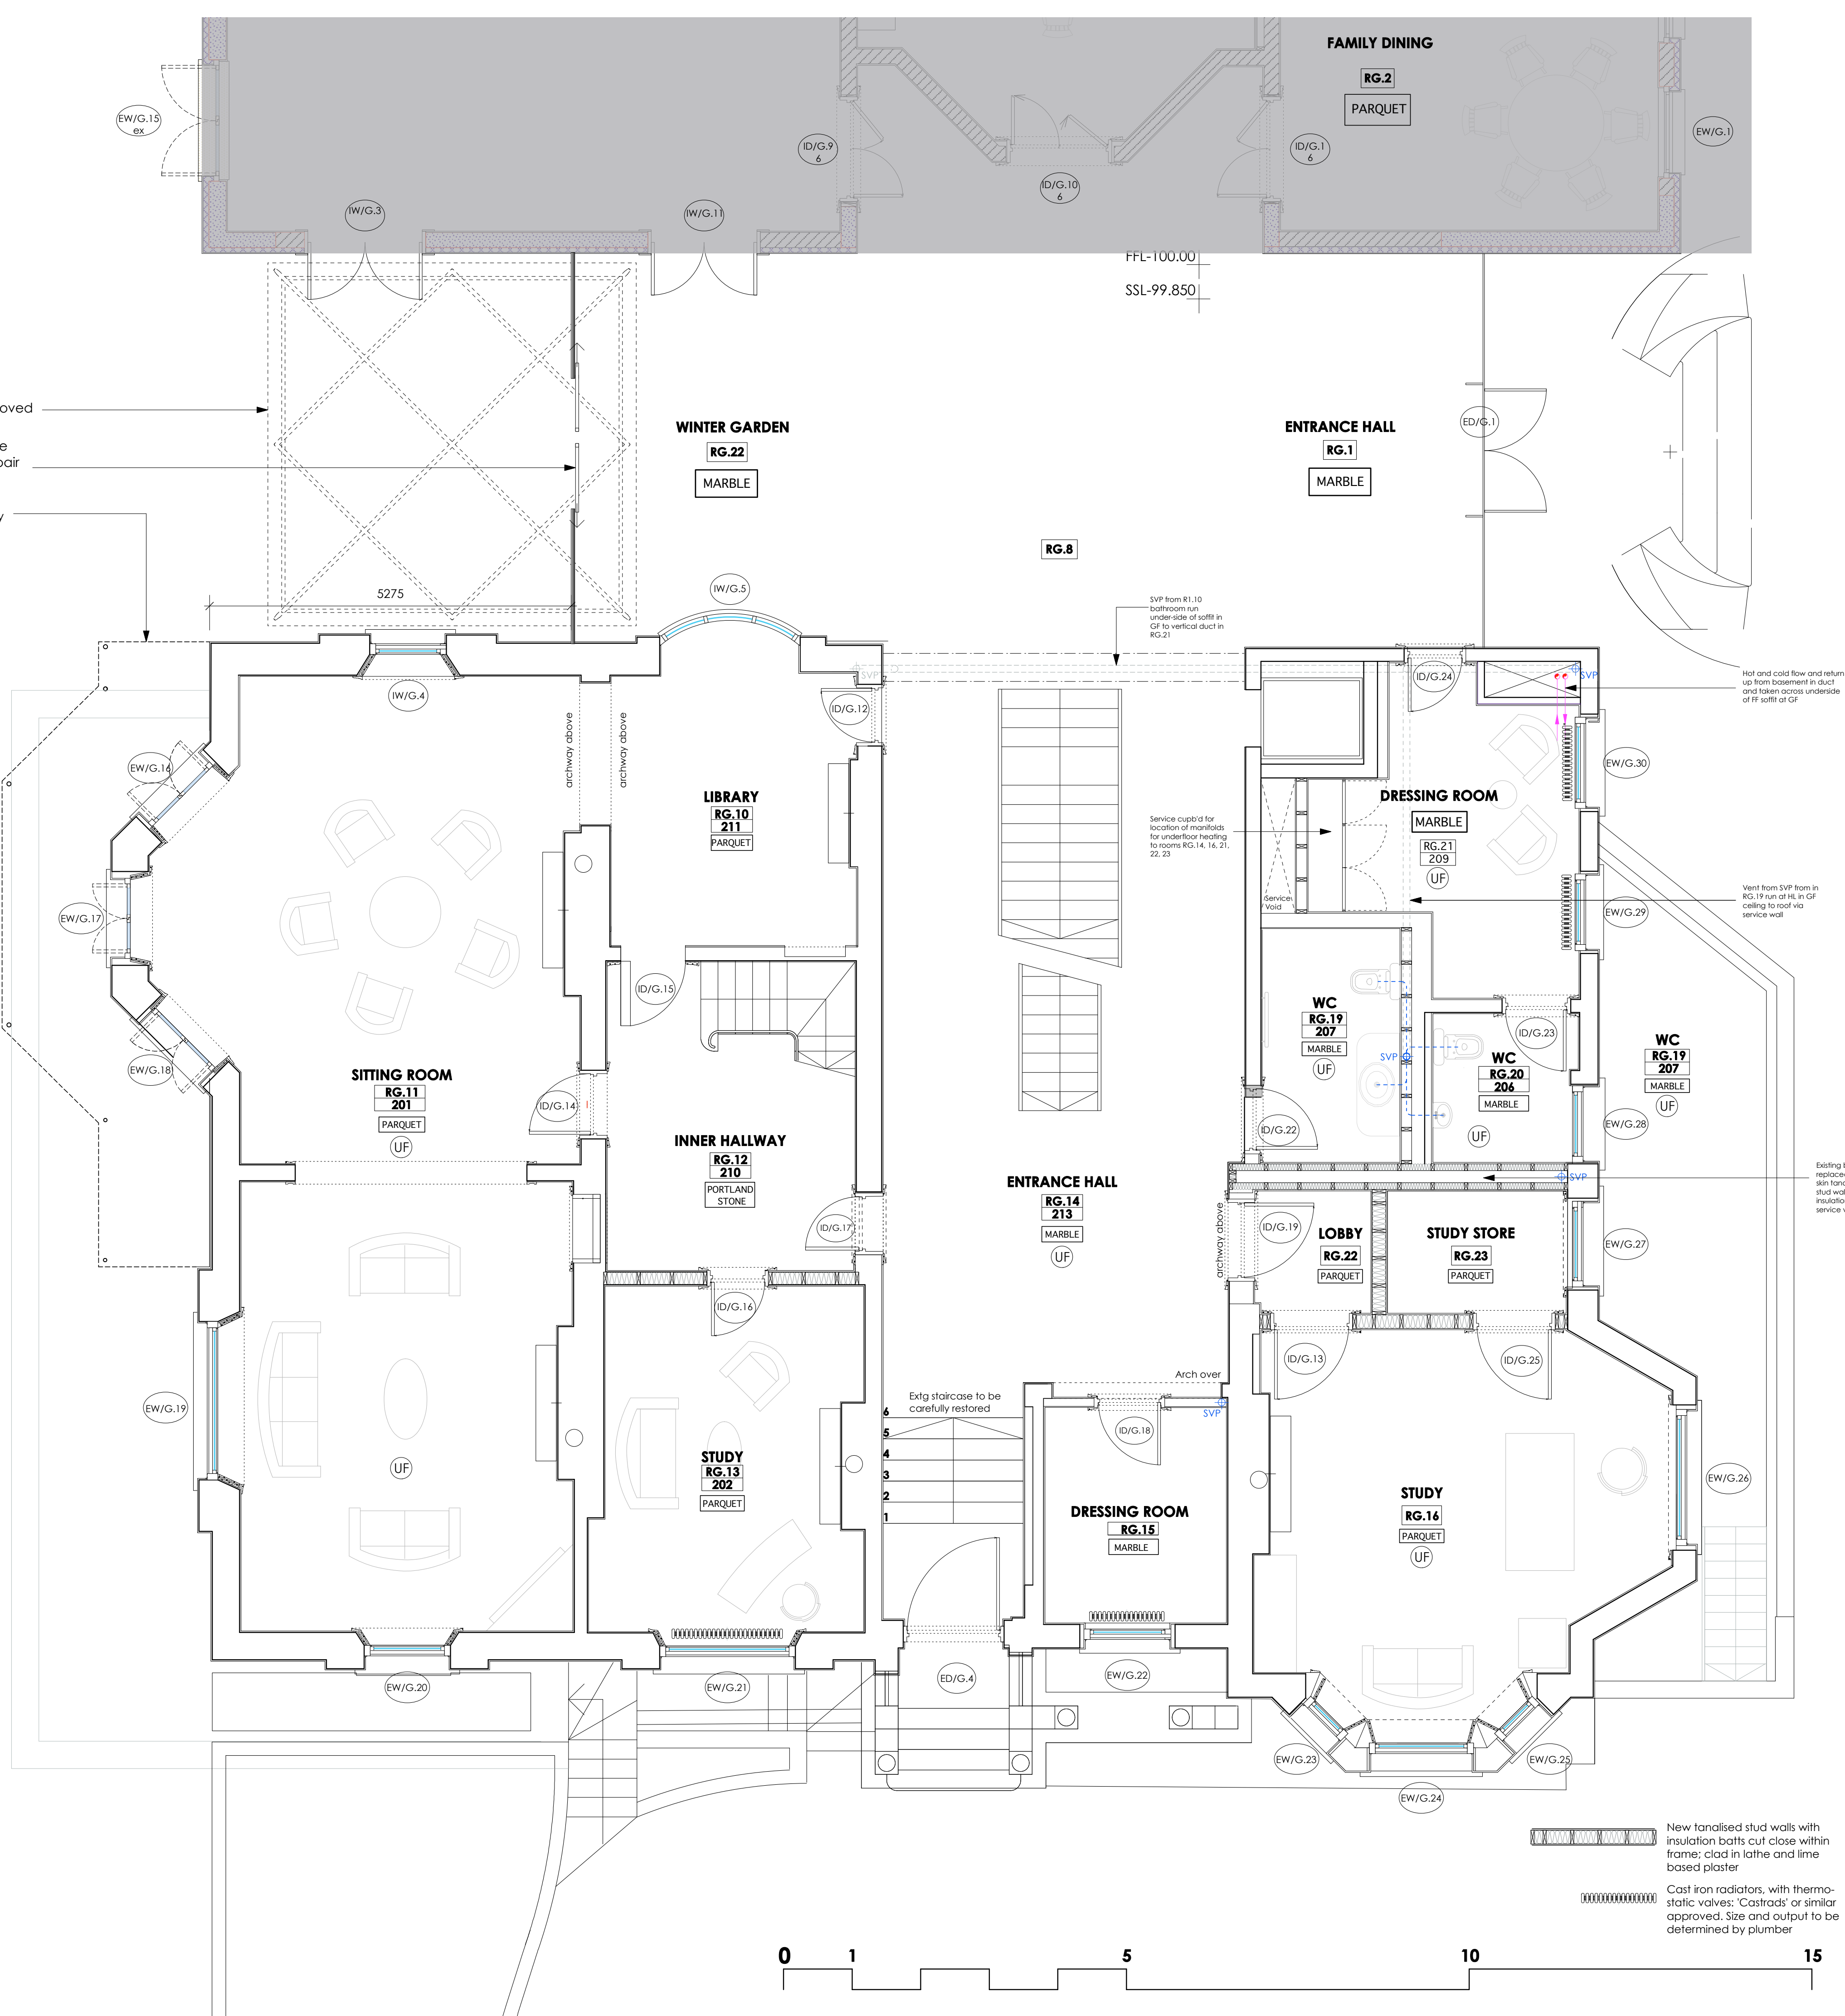 FAMILY DINING
RG.2
PARQUET
EW/G.15
ex
EW/G.1
ID/G.9
6
ID/G.1
6
ID/G.10
6
IW/G.3
IW/G.11
FFL-100.00
SSL-99.850
oved
e
pair
y
WINTER GARDEN
RG.22
MARBLE
ENTRANCE HALL
RG.1
MARBLE
ED/G.1
RG.8
5275
IW/G.5
SVP from R1.10
bathroom run
under-side of soffit in
GF to vertical duct in
RG.21
SVP
IW/G.4
ID/G.12
ID/G.24
SVP
Hot and cold flow and return
up from basement in duct
and taken across underside
of FF soffit at GF
archway above
archway above
EW/G.16
EW/G.30
LIBRARY
RG.10
211
PARQUET
DRESSING ROOM
MARBLE
RG.21
209
UF
Service cupb'd for
location of manifolds
for underfloor heating
to rooms RG.14, 16, 21,
22, 23
Service
Void
Vent from SVP from in
RG.19 run at HL in GF
ceiling to roof via
service wall
EW/G.17
EW/G.29
ID/G.15
WC
RG.19
207
MARBLE
UF
SVP
ID/G.23
WC
RG.20
206
MARBLE
UF
WC
RG.19
207
MARBLE
UF
EW/G.18
SITTING ROOM
RG.11
201
PARQUET
UF
ID/G.14
ID/G.22
EW/G.28
INNER HALLWAY
RG.12
210
PORTLAND
STONE
ENTRANCE HALL
RG.14
213
MARBLE
UF
SVP
Existing b
replaced
skin tana
stud wall
insulation
service v
ID/G.17
archway above
ID/G.19
LOBBY
RG.22
PARQUET
STUDY STORE
RG.23
PARQUET
EW/G.27
ID/G.16
ID/G.13
ID/G.25
Arch over
Extg staircase to be
carefully restored
SVP
EW/G.19
6
5
4
3
2
1
ID/G.18
UF
STUDY
RG.13
202
PARQUET
EW/G.26
DRESSING ROOM
RG.15
MARBLE
STUDY
RG.16
PARQUET
UF
EW/G.20
EW/G.21
ED/G.4
EW/G.22
EW/G.23
EW/G.25
EW/G.24
New tanalised stud walls with
insulation batts cut close within
frame; clad in lathe and lime
based plaster
Cast iron radiators, with thermo-
static valves: 'Castrads' or similar
approved. Size and output to be
determined by plumber
0 1 5 10 15